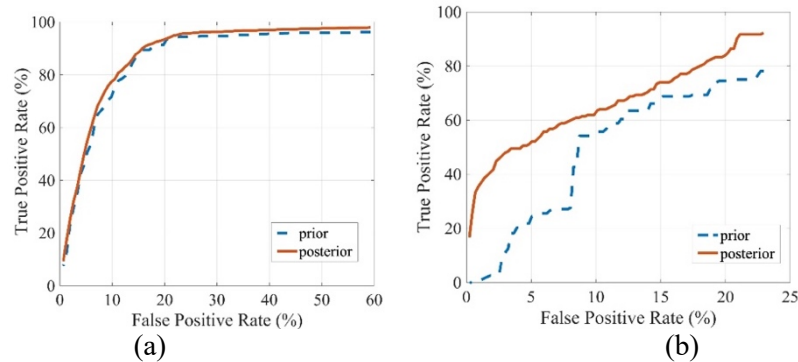 100
80
60
40
20
0
True Positive Rate (%)
prior
posterior
0 10 20 30 40 50 60
False Positive Rate (%)
(a)
100
80
60
40
20
0
True Positive Rate (%)
prior
posterior
0 5 10 15 20 25
False Positive Rate (%)
(b)